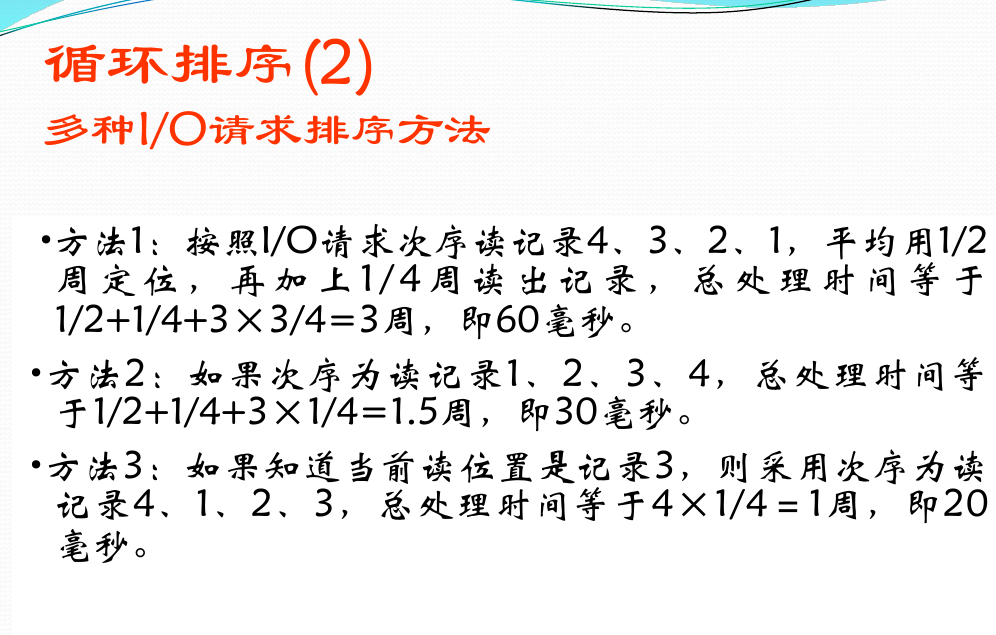 循环排序(2)
多种I/O请求排序方法
•方法1：按照I/O请求次序读记录4、3、2、1，平均用1/2
周定位，再加上1/4周读出记录，总处理时间等于
1/2+1/4+3×3/4=3周，即60毫秒。
•方法2：如果次序为读记录1、2、3、4，总处理时间等
于1/2+1/4+3×1/4=1.5周，即30毫秒。
•方法3：如果知道当前读位置是记录3，则采用次序为读
记录4、1、2、3，总处理时间等于4×1/4＝1周，即20
毫秒。